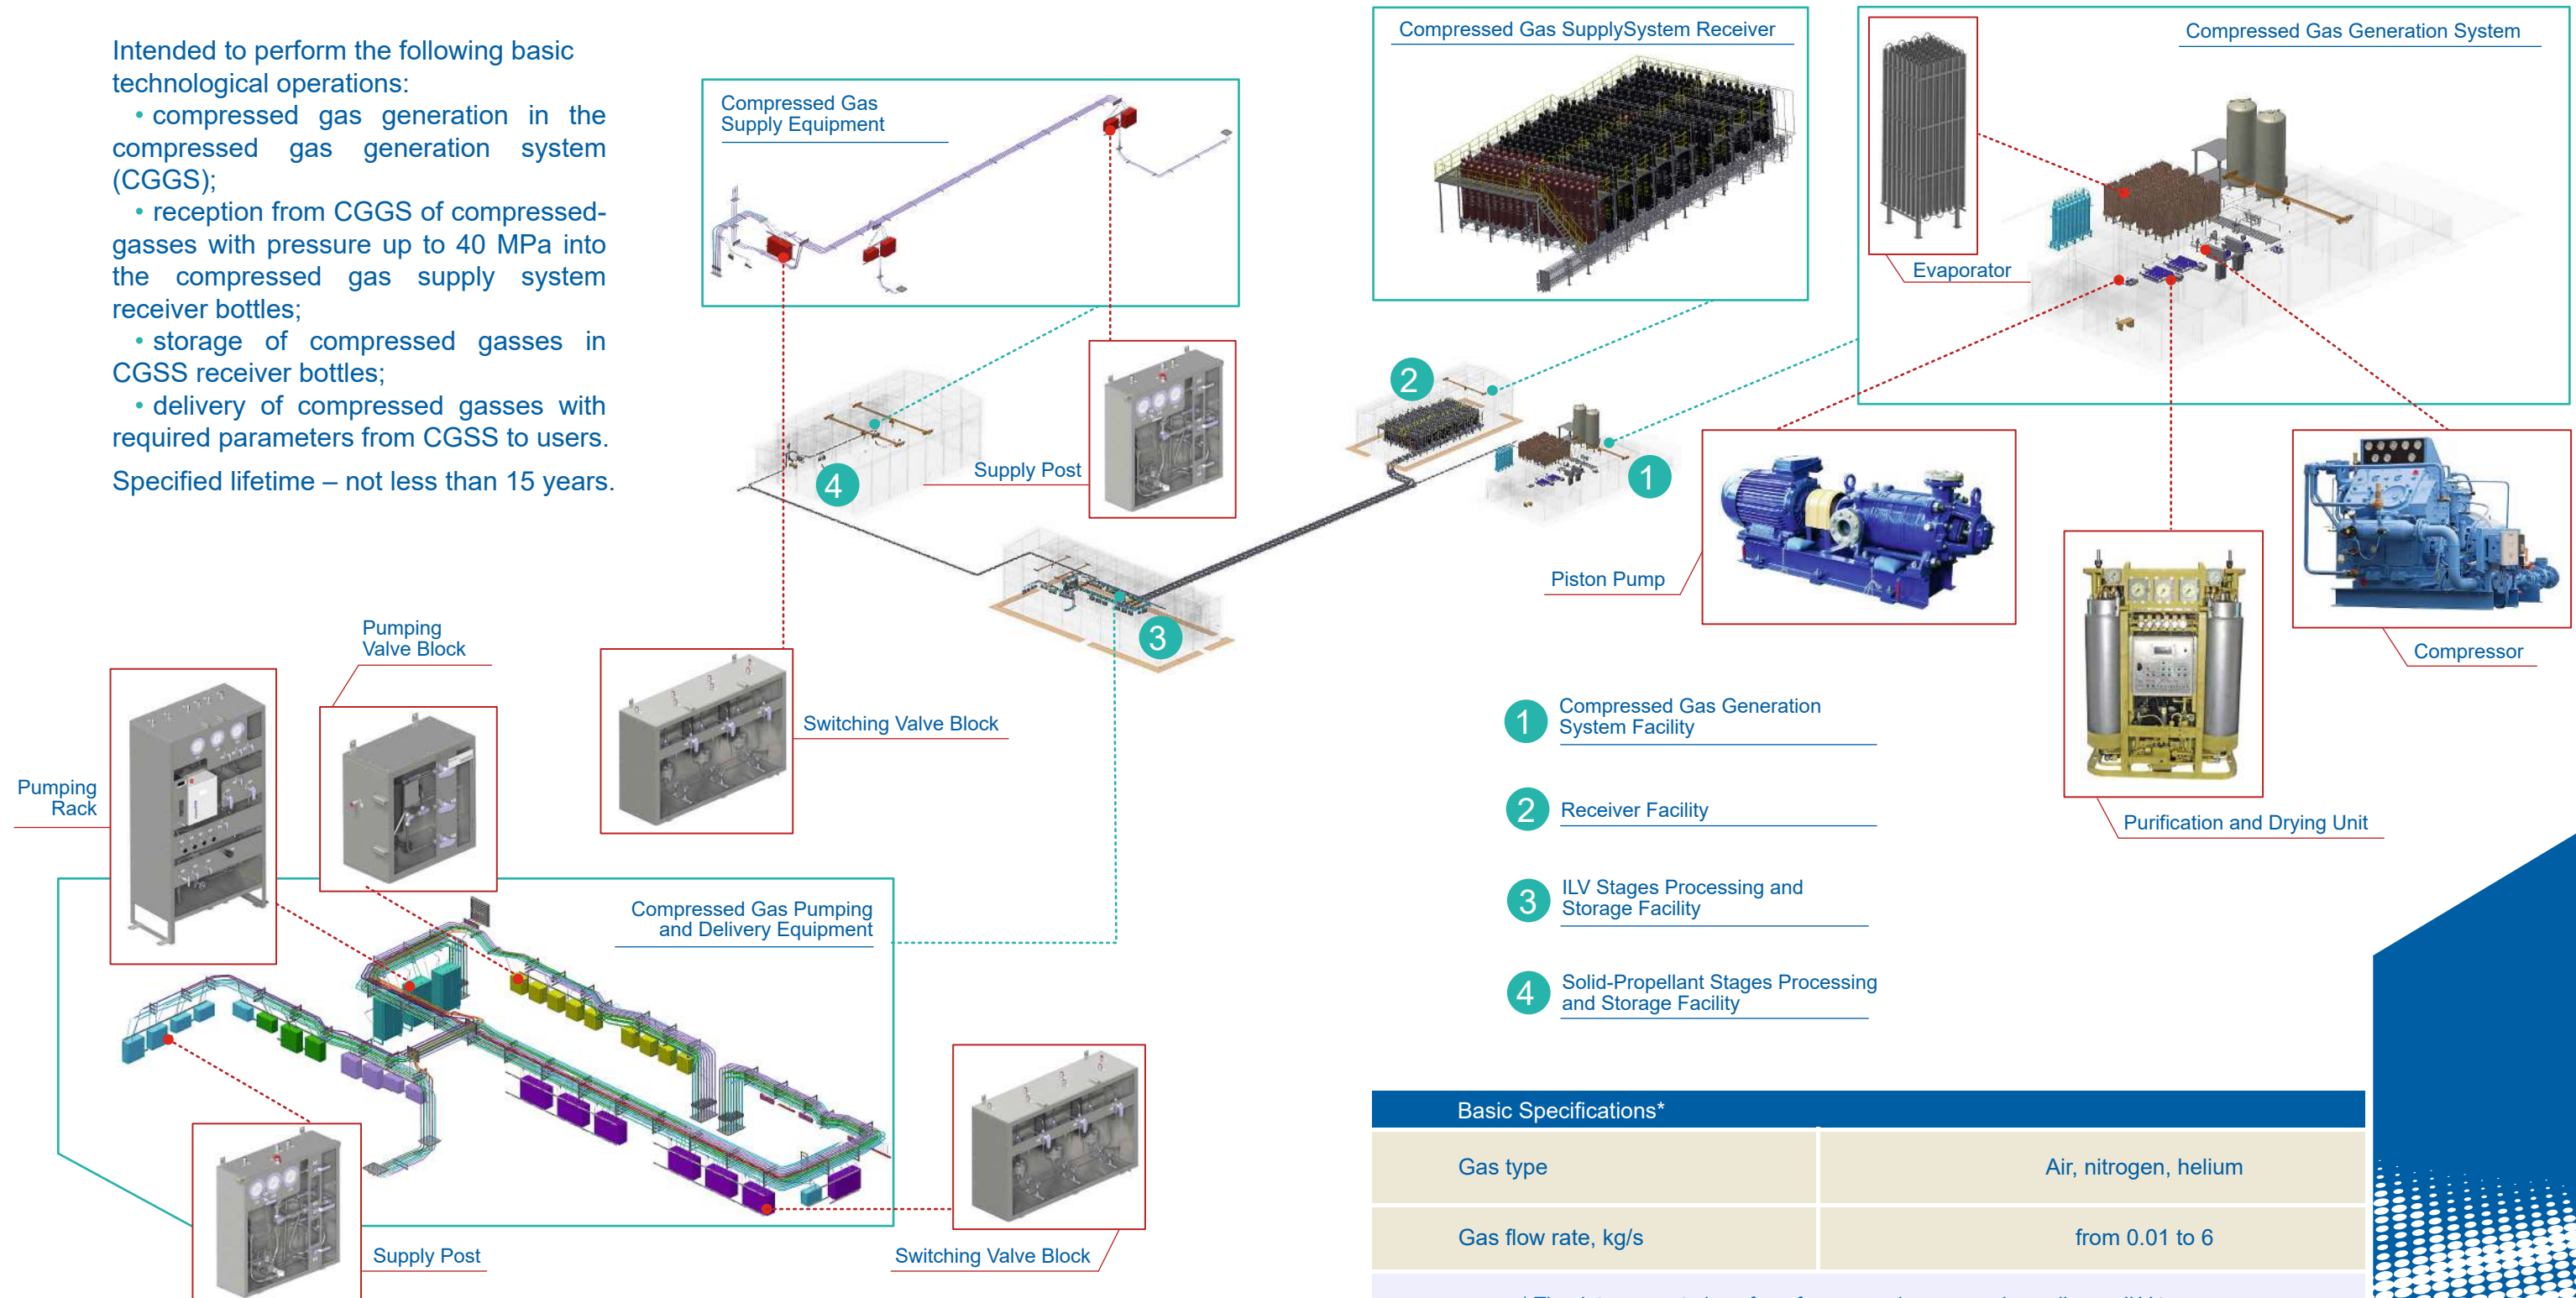 Intended to perform the following basic
technological operations:
• compressed gas generation in the
compressed gas generation system
(CGGS);
• reception from CGGS of compressed-
gasses with pressure up to 40 MPa into
the compressed gas supply system
receiver bottles;
• storage of compressed gasses in
CGSS receiver bottles;
• delivery of compressed gasses with
required parameters from CGSS to users.
Specified lifetime – not less than 15 years.
Compressed Gas
Supply Equipment
Compressed Gas SupplySystem Receiver
Compressed Gas Generation System
Evaporator
2
1
4
3
Supply Post
Piston Pump
Compressor
Purification and Drying Unit
Pumping
Valve Block
Switching Valve Block
Pumping
Rack
Compressed Gas Pumping
and Delivery Equipment
Supply Post
Switching Valve Block
1 Compressed Gas Generation
System Facility
2 Receiver Facility
3 ILV Stages Processing and
Storage Facility
4 Solid-Propellant Stages Processing
and Storage Facility
Basic Specifications*
Gas type Air, nitrogen, helium
Gas flow rate, kg/s from 0.01 to 6